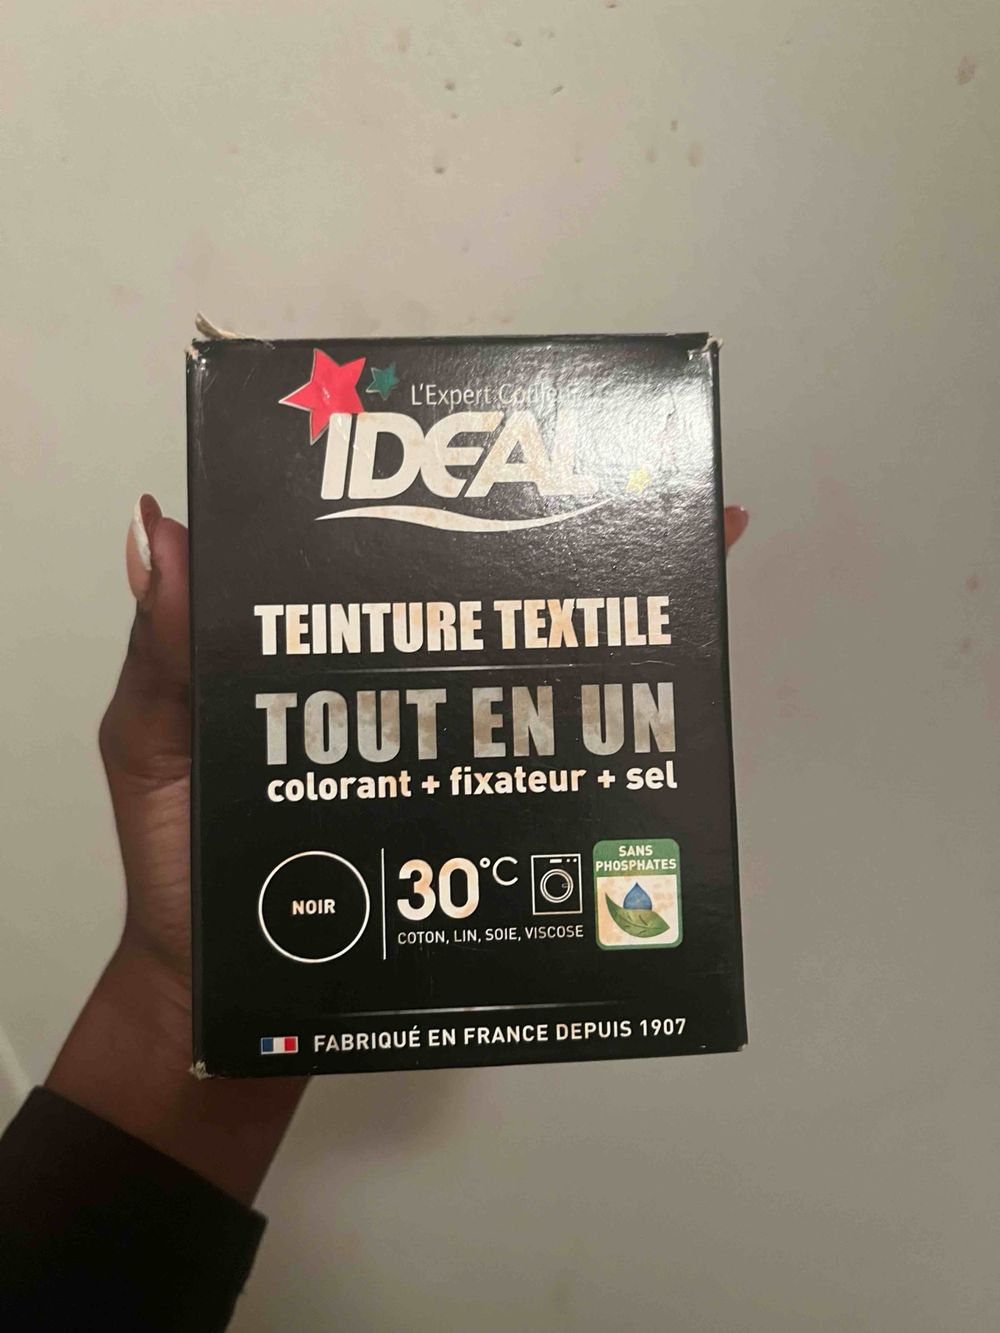 L'Expert Couleur
IDEAL
TEINTURE TEXTILE
TOUT EN UN
colorant + fixateur + sel
NOIR
30°C
COTON, LIN, SOIE, VISCOSE
SANS
PHOSPHATES
FABRIQUÉ EN FRANCE DEPUIS 1907